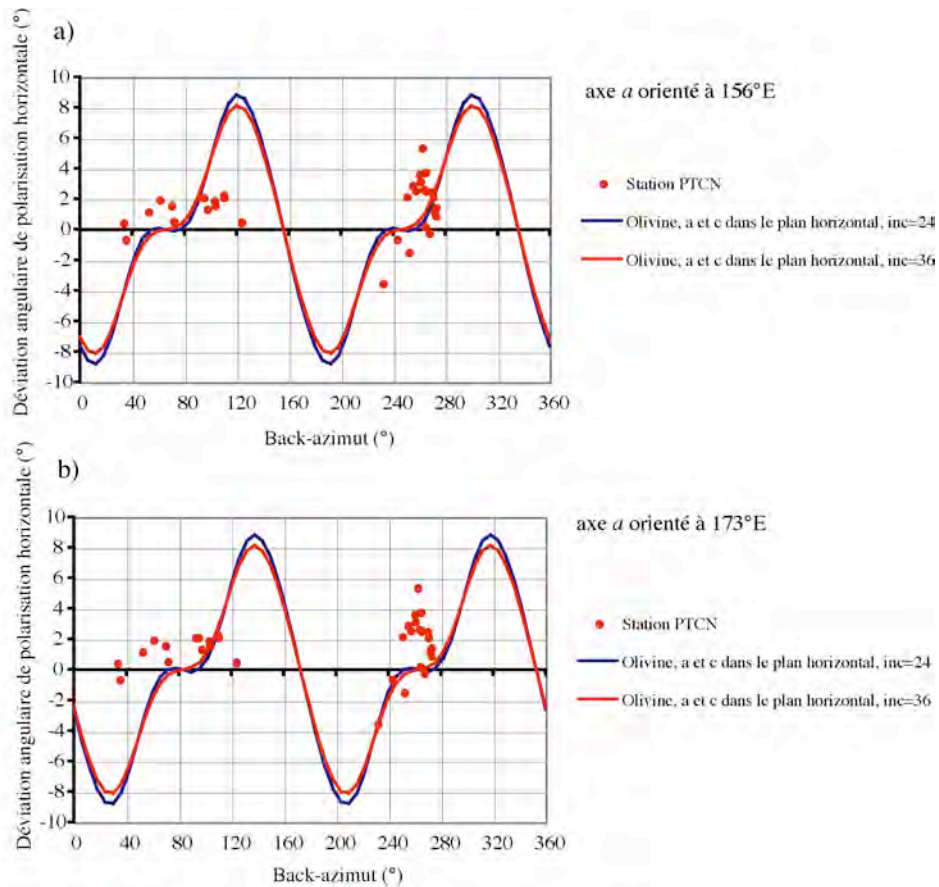 a)
Déviation angulaire de polarisation horizontale (°)
10
8
6
4
2
0
-2
-4
-6
-8
-10
0 40 80 120 160 200 240 280 320 360
Back-azimut (°)
axe a orienté à 156°E
Station PTCN
Olivine, a et c dans le plan horizontal, inc=24
Olivine, a et c dans le plan horizontal, inc=36
b)
Déviation angulaire de polarisation horizontale (°)
10
8
6
4
2
0
-2
-4
-6
-8
-10
0 40 80 120 160 200 240 280 320 360
Back-azimut (°)
axe a orienté à 173°E
Station PTCN
Olivine, a et c dans le plan horizontal, inc=24
Olivine, a et c dans le plan horizontal, inc=36